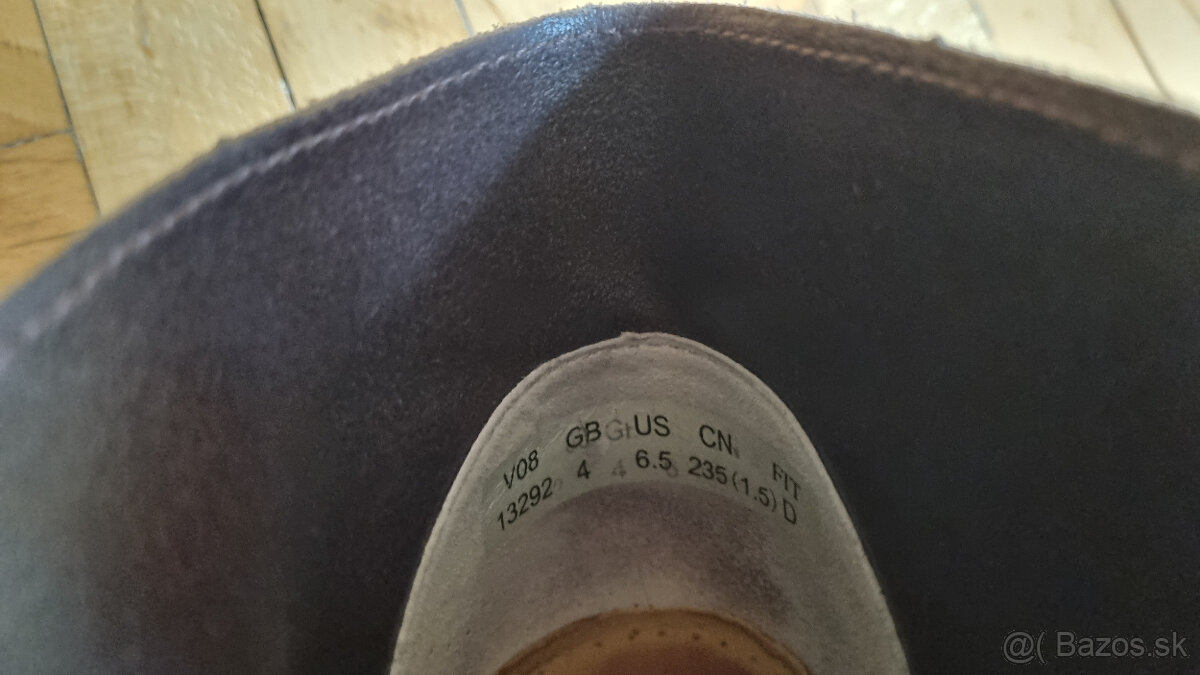 V08 GB US CN FIT
13292 4 6.5 235(1.5) D
@( Bazos.sk